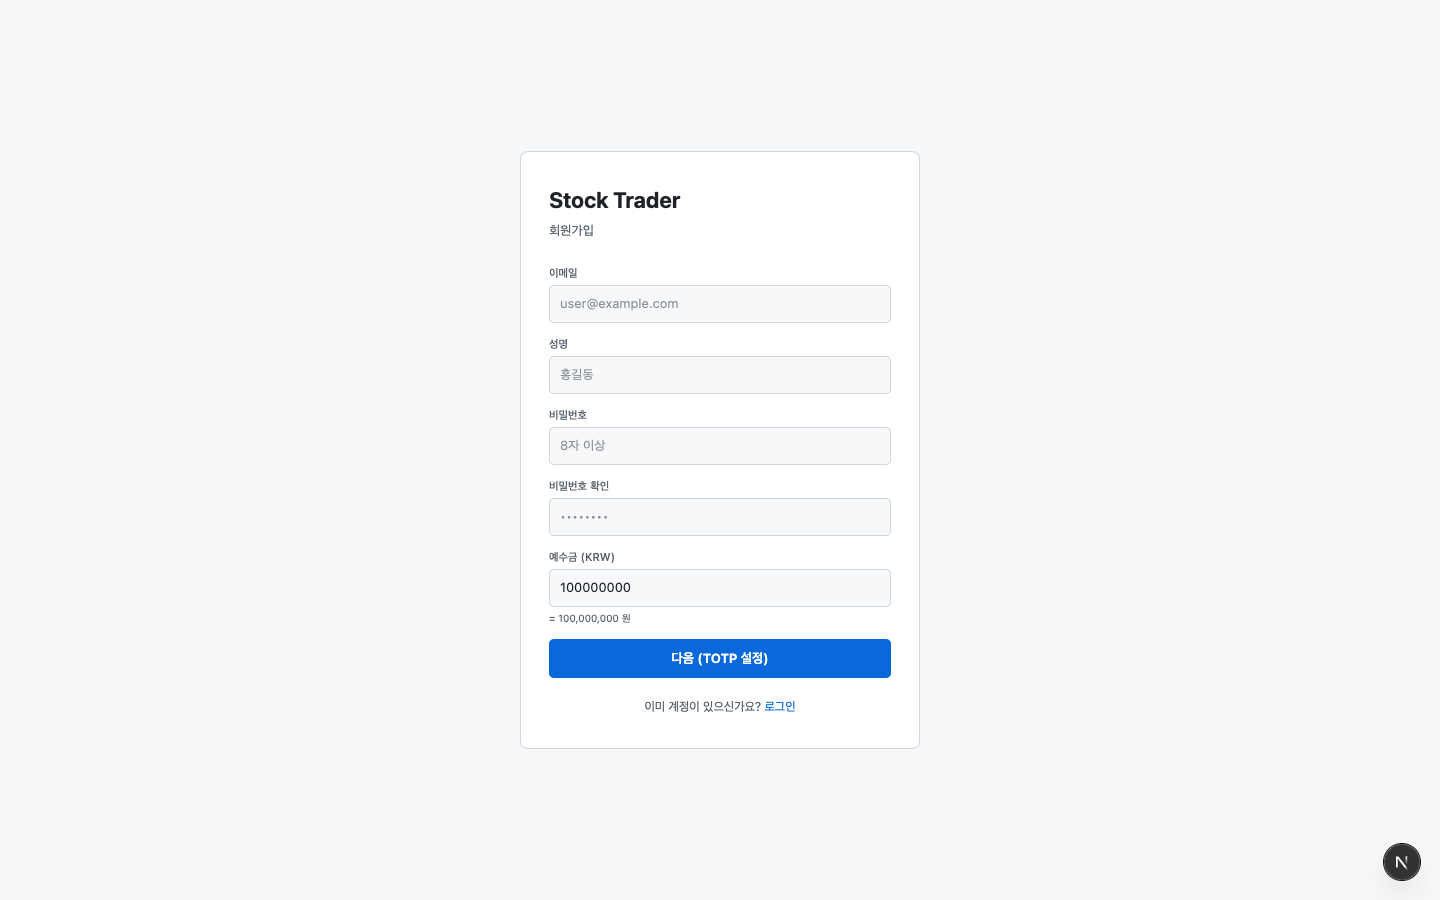 Stock Trader
회원가입
이메일
user@example.com
성명
홍길동
비밀번호
8자 이상
비밀번호 확인
••••••••
예수금 (KRW)
100000000
= 100,000,000 원
다음 (TOTP 설정)
이미 계정이 있으신가요? 로그인
N